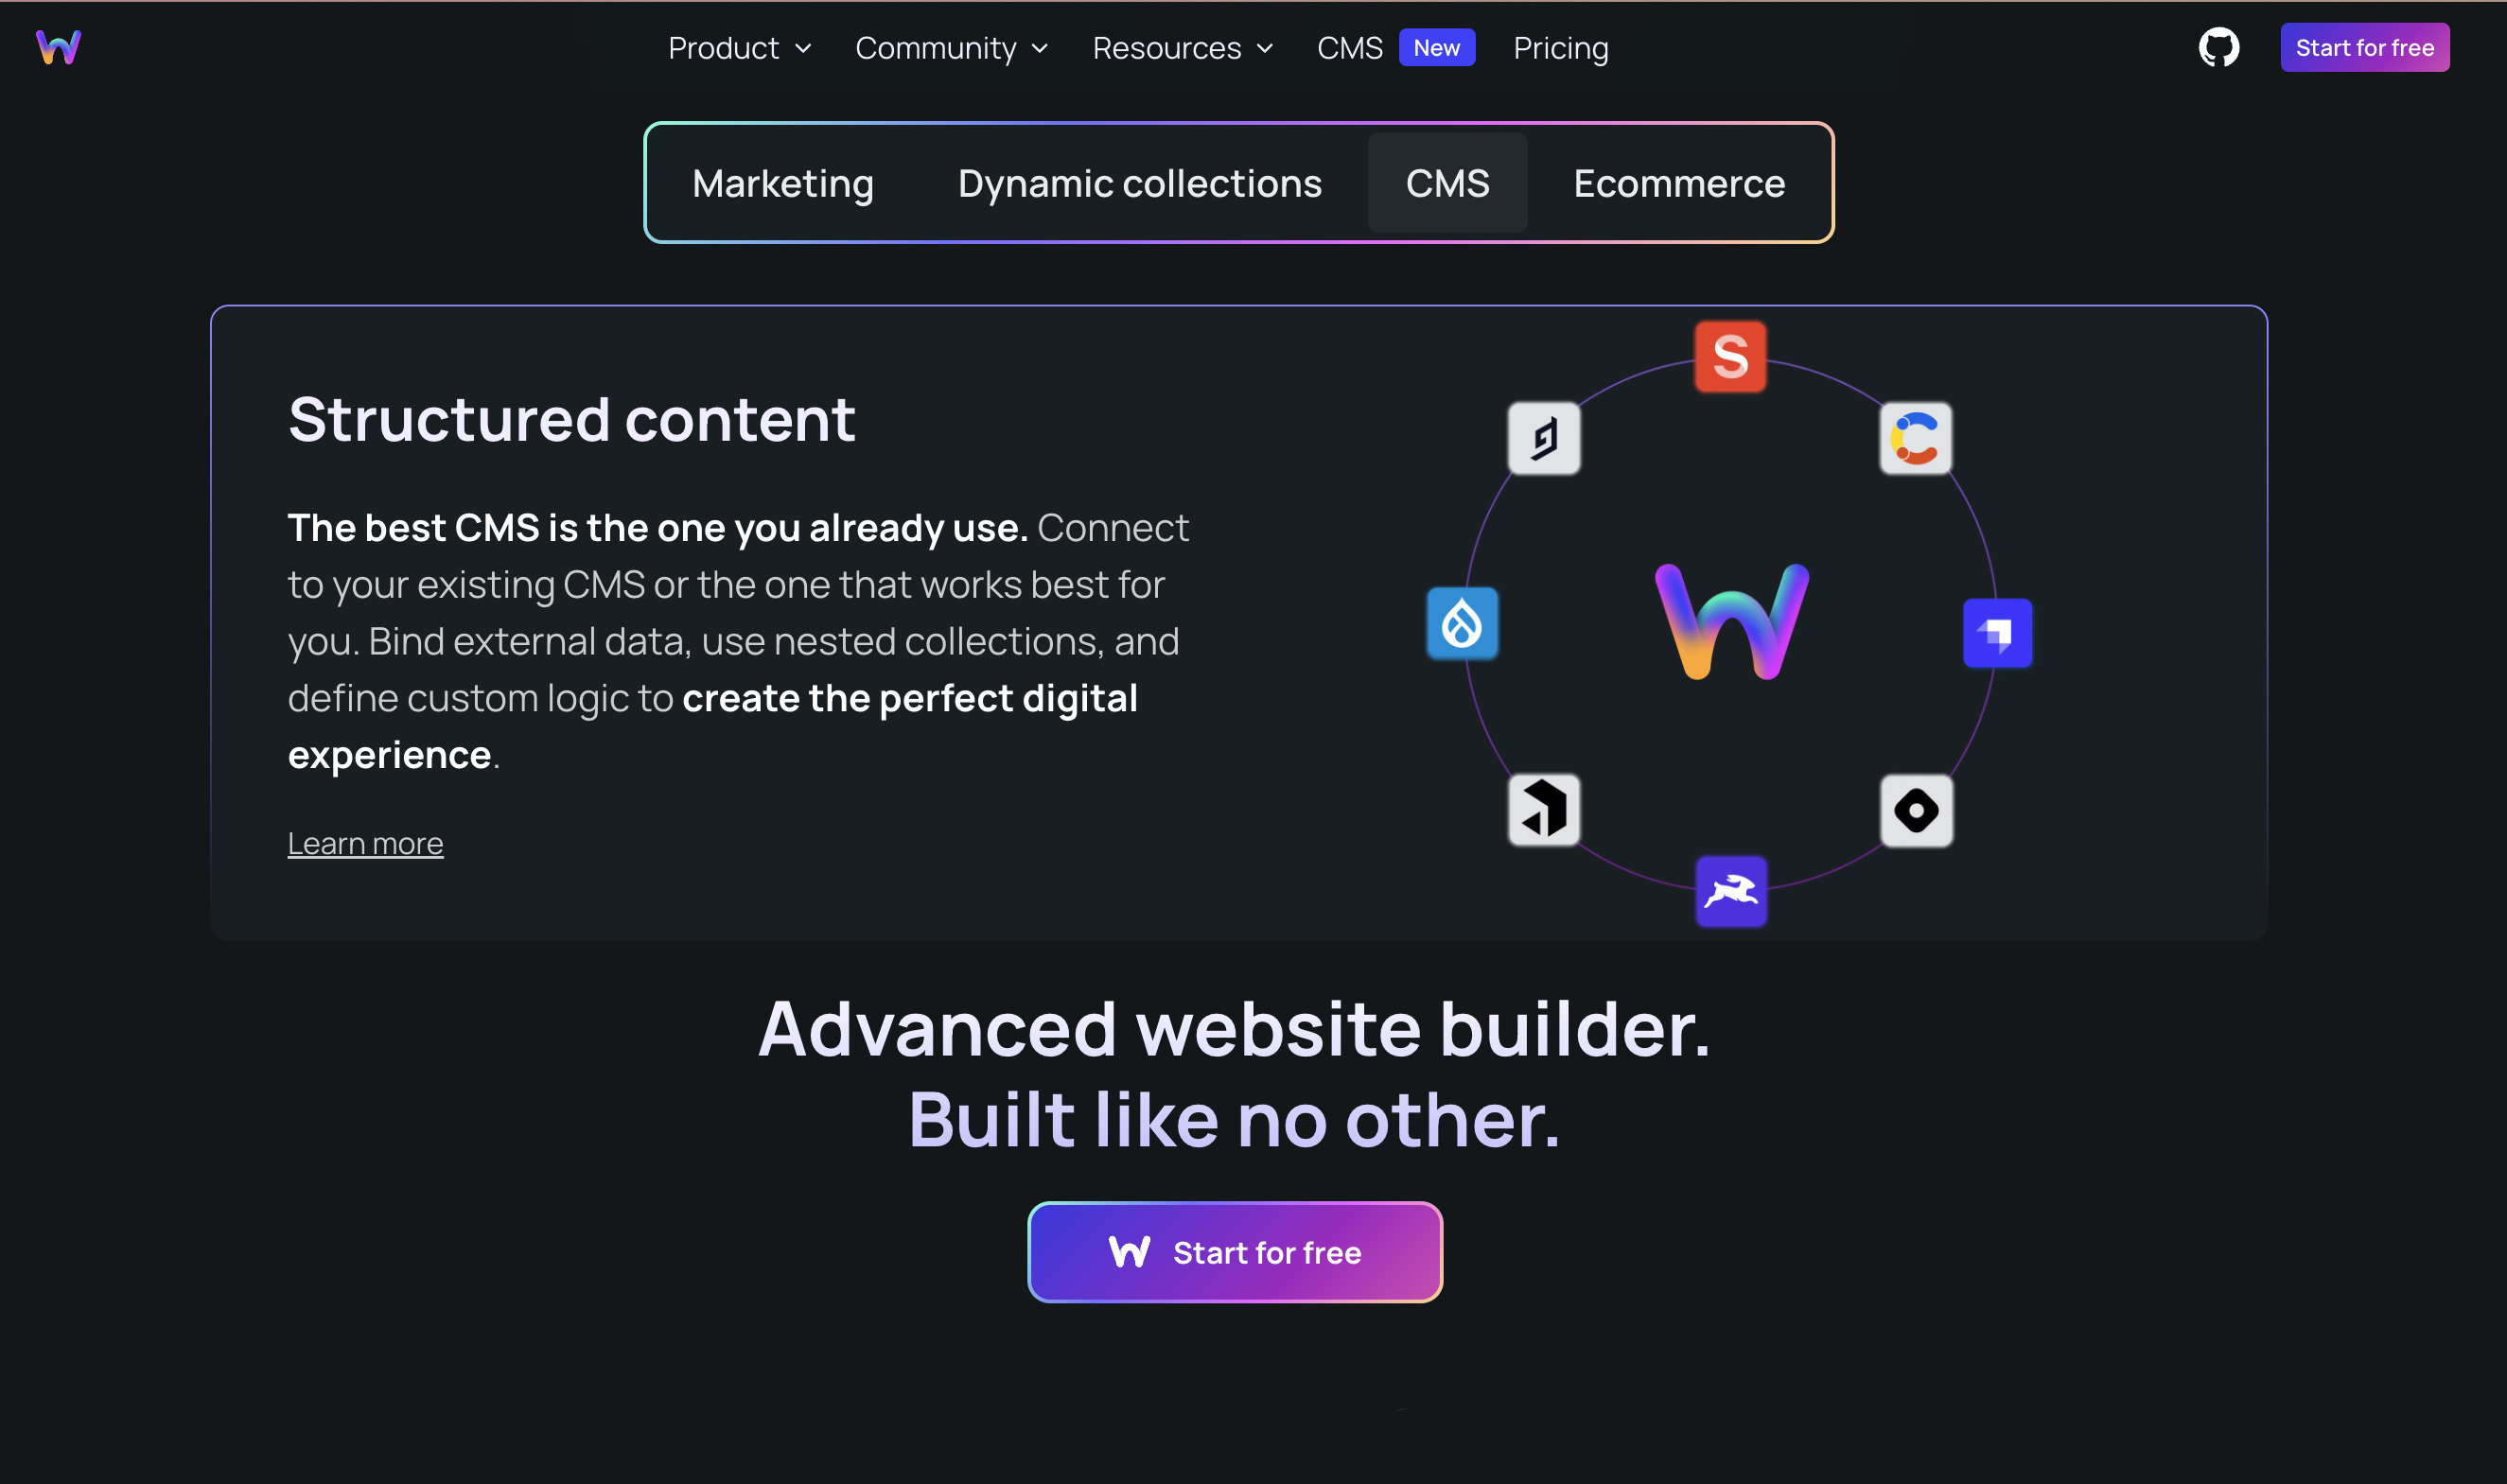 Product
Community
Resources
CMS New
Pricing
Start for free
Marketing
Dynamic collections
CMS
Ecommerce
Structured content
The best CMS is the one you already use. Connect
to your existing CMS or the one that works best for
you. Bind external data, use nested collections, and
define custom logic to create the perfect digital
experience.
Learn more
Advanced website builder.
Built like no other.
Start for free